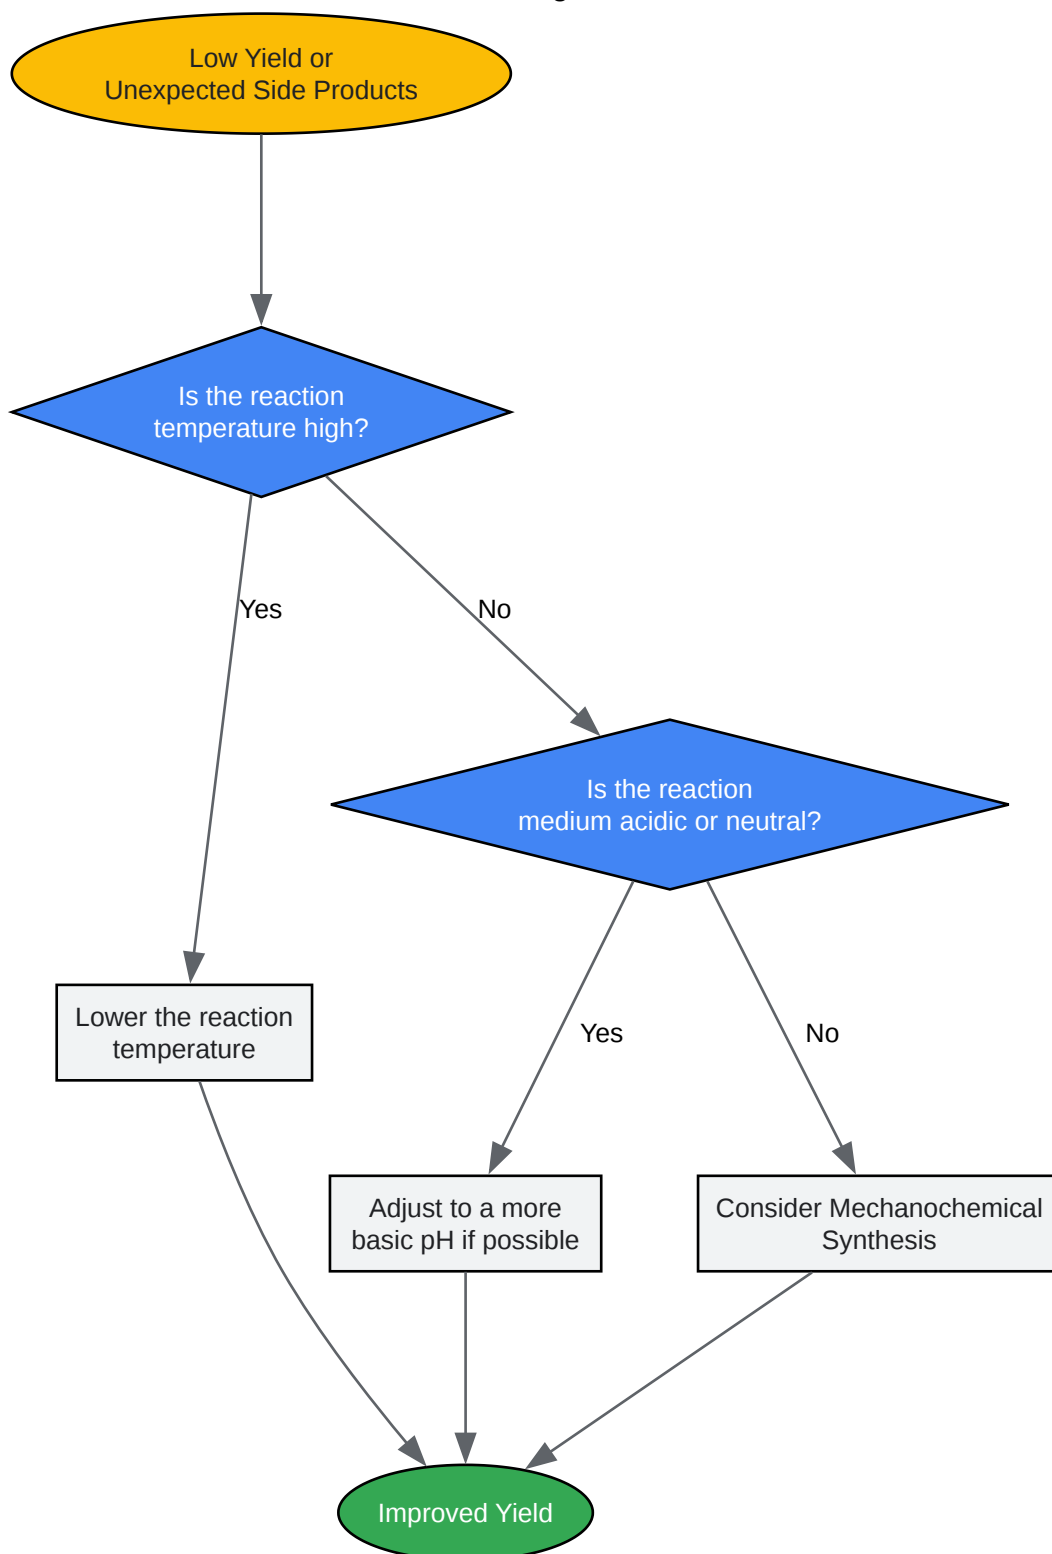 Low Yield or
Unexpected Side Products
Is the reaction
temperature high?
Yes
No
Is the reaction
medium acidic or neutral?
Lower the reaction
temperature
Yes
No
Adjust to a more
basic pH if possible
Consider Mechanochemical
Synthesis
Improved Yield